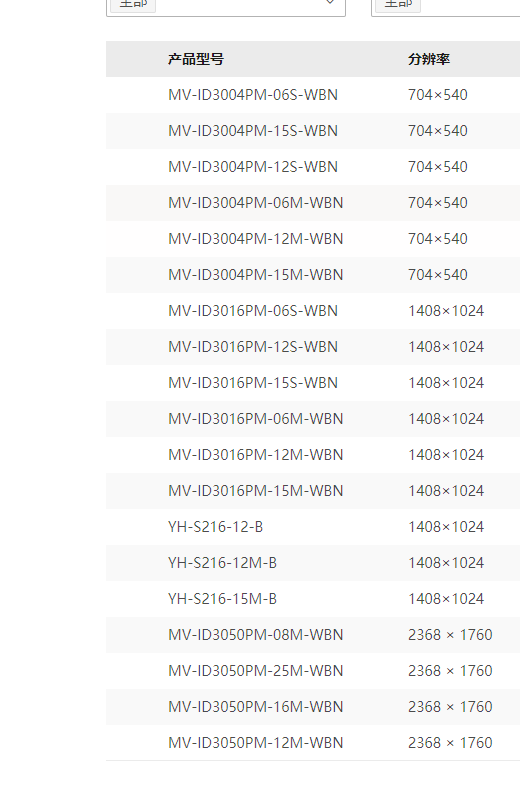 全部 全部
产品型号 分辨率
MV-ID3004PM-06S-WBN 704×540
MV-ID3004PM-15S-WBN 704×540
MV-ID3004PM-12S-WBN 704×540
MV-ID3004PM-06M-WBN 704×540
MV-ID3004PM-12M-WBN 704×540
MV-ID3004PM-15M-WBN 704×540
MV-ID3016PM-06S-WBN 1408×1024
MV-ID3016PM-12S-WBN 1408×1024
MV-ID3016PM-15S-WBN 1408×1024
MV-ID3016PM-06M-WBN 1408×1024
MV-ID3016PM-12M-WBN 1408×1024
MV-ID3016PM-15M-WBN 1408×1024
YH-S216-12-B 1408×1024
YH-S216-12M-B 1408×1024
YH-S216-15M-B 1408×1024
MV-ID3050PM-08M-WBN 2368 × 1760
MV-ID3050PM-25M-WBN 2368 × 1760
MV-ID3050PM-16M-WBN 2368 × 1760
MV-ID3050PM-12M-WBN 2368 × 1760